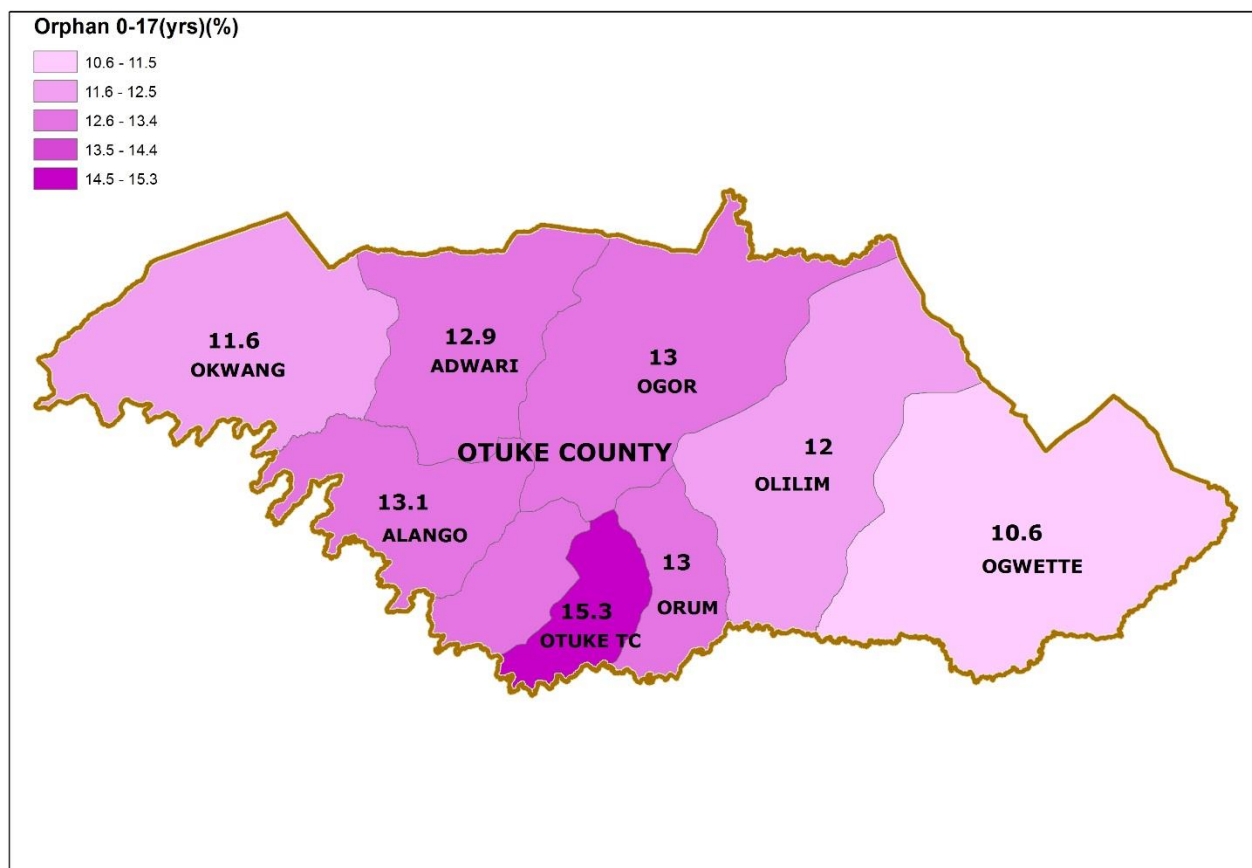 Orphan 0-17(yrs)(%)
10.6 - 11.5
11.6 - 12.5
12.6 - 13.4
13.5 - 14.4
14.5 - 15.3
11.6
OKWANG
12.9
ADWARI
13
OGOR
OTUKE COUNTY
12
OLILIM
13.1
ALANGO
10.6
OGWETTE
13
ORUM
15.3
OTUKE TC